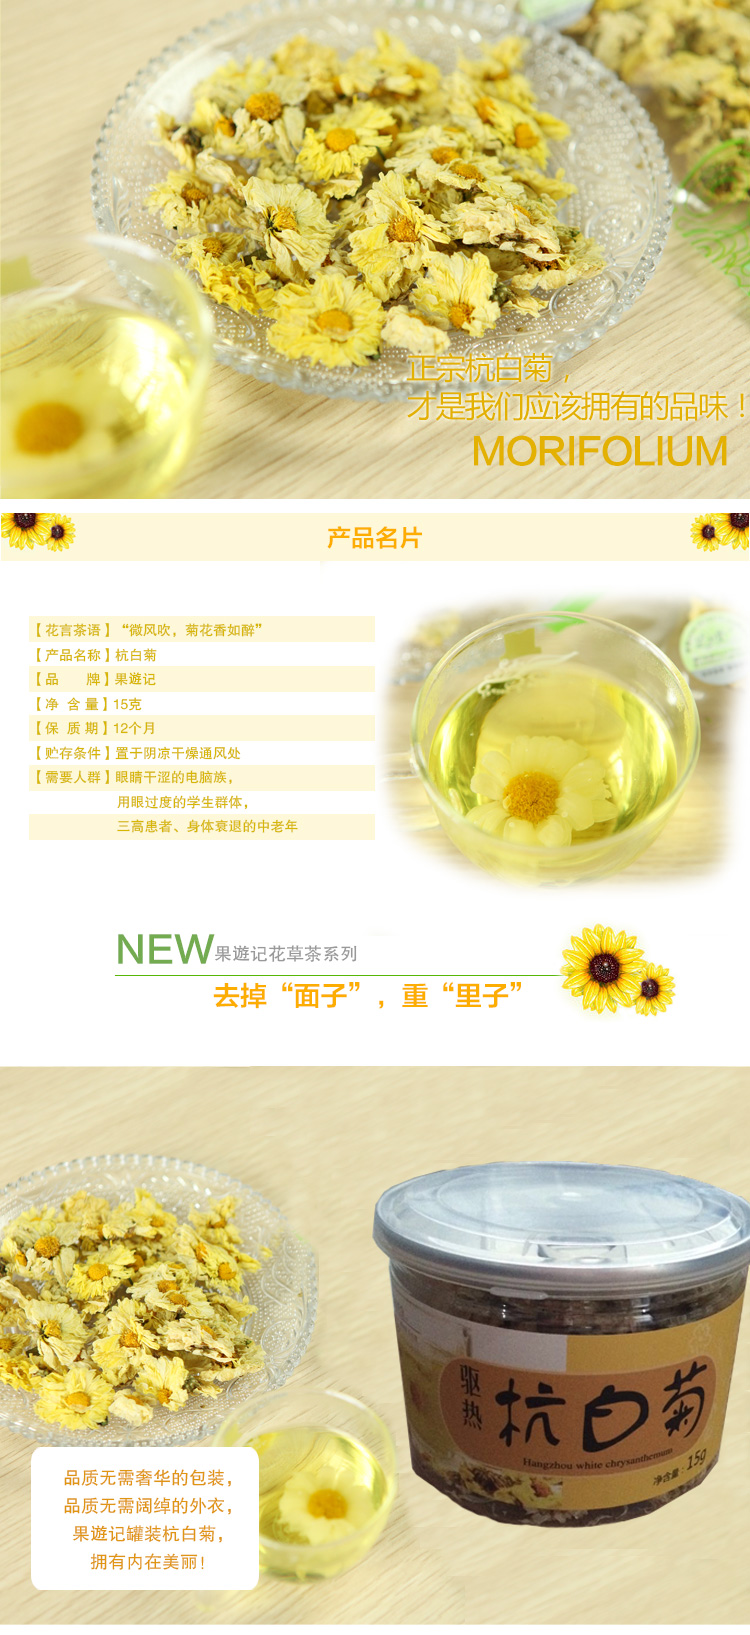 正宗杭白菊，
才是我们应该拥有的品味！
MORIFOLIUM
产品名片
【花言茶语】“微风吹，菊花香如醉”
【产品名称】杭白菊
【品　　牌】果遊记
【净 含 量】15克
【保 质 期】12个月
【贮存条件】置于阴凉干燥通风处
【需要人群】眼睛干涩的电脑族，
用眼过度的学生群体，
三高患者、身体衰退的中老年
NEW果遊记花草茶系列
去掉“面子”，重“里子”
驱热
杭白菊
Hangzhou white chrysanthemum
净含量：15g
品质无需奢华的包装，
品质无需阔绰的外衣，
果遊记罐装杭白菊，
拥有内在美丽！